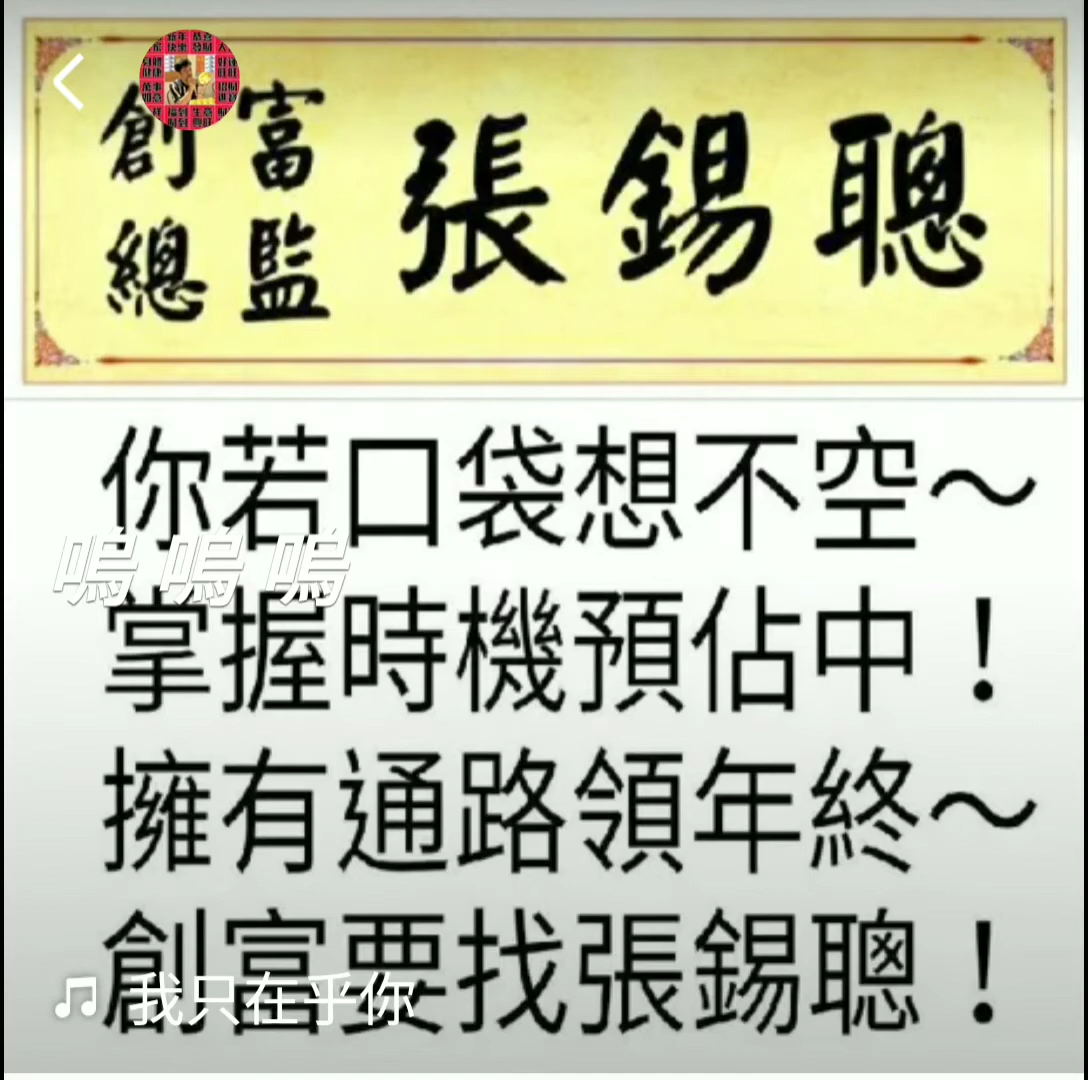 創富
總監
張錫聰
你若口袋想不空～
嗚嗚嗚
掌握時機預佔中！
擁有通路領年終～
創富要找張錫聰！
♫ 我只在乎你